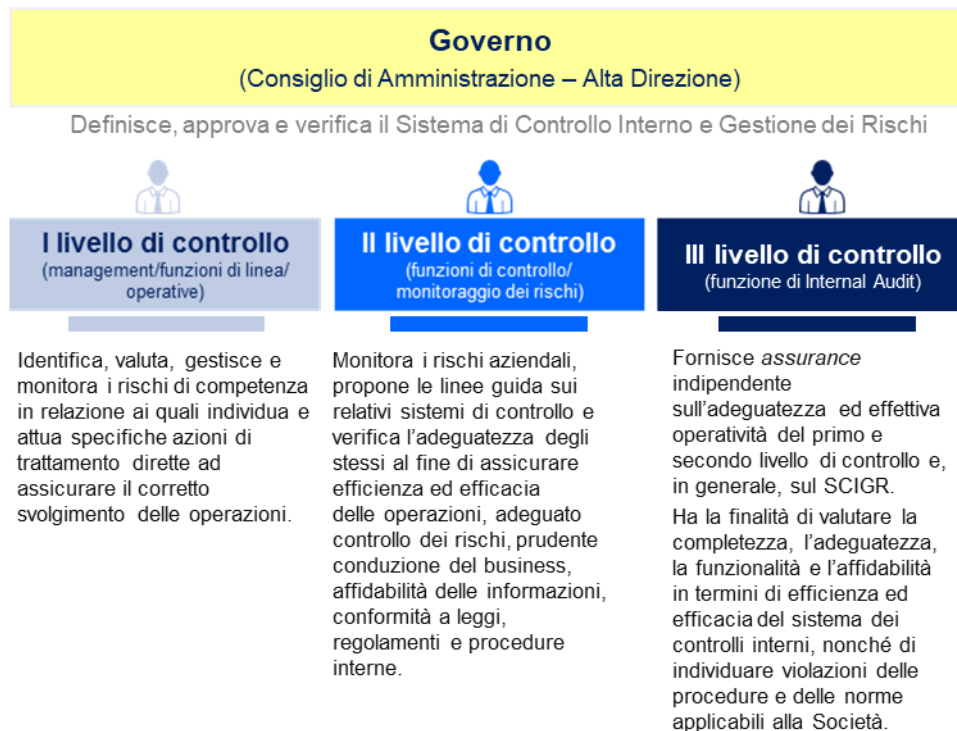 Governo
(Consiglio di Amministrazione – Alta Direzione)
Definisce, approva e verifica il Sistema di Controllo Interno e Gestione dei Rischi
I livello di controllo
(management/funzioni di linea/
operative)
Identifica, valuta, gestisce e
monitora i rischi di competenza
in relazione ai quali individua e
attua specifiche azioni di
trattamento dirette ad
assicurare il corretto
svolgimento delle operazioni.
II livello di controllo
(funzioni di controllo/
monitoraggio dei rischi)
Monitora i rischi aziendali,
propone le linee guida sui
relativi sistemi di controllo e
verifica l'adeguatezza degli
stessi al fine di assicurare
efficienza ed efficacia
delle operazioni, adeguato
controllo dei rischi, prudente
conduzione del business,
affidabilità delle informazioni,
conformità a leggi,
regolamenti e procedure
interne.
III livello di controllo
(funzione di Internal Audit)
Fornisce assurance
indipendente
sull'adeguatezza ed effettiva
operatività del primo e
secondo livello di controllo e,
in generale, sul SCIGR.
Ha la finalità di valutare la
completezza, l'adeguatezza,
la funzionalità e l'affidabilità
in termini di efficienza ed
efficacia del sistema dei
controlli interni, nonché di
individuare violazioni delle
procedure e delle norme
applicabili alla Società.